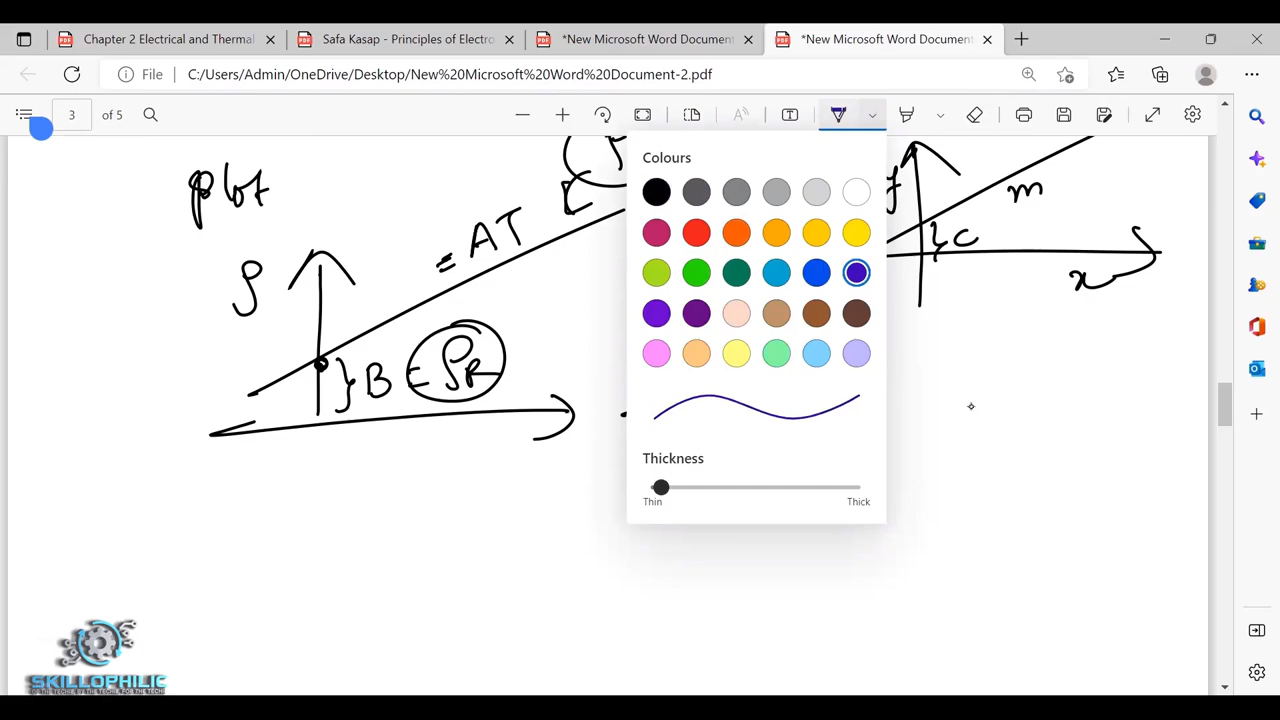 Chapter 2 Electrical and Thermal
Safa Kasap - Principles of Electro
*New Microsoft Word Document
*New Microsoft Word Document
File
C:/Users/Admin/OneDrive/Desktop/New%20Microsoft%20Word%20Document-2.pdf
3 of 5
Colours
plot
m
= AT
} C
ρ
x
} B = ρR
Thickness
Thin
Thick
SKILLOPHILIC